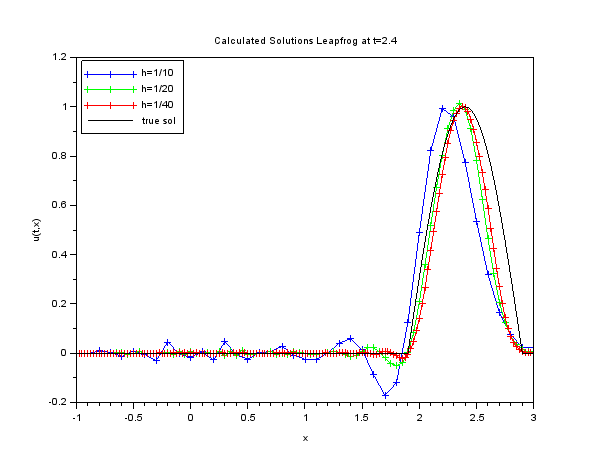 Calculated Solutions Leapfrog at t=2.4
1.2
1
0.8
0.6
0.4
0.2
0
-0.2
u(t,x)
h=1/10
h=1/20
h=1/40
true sol
-1
-0.5
0
0.5
1
1.5
2
2.5
3
x